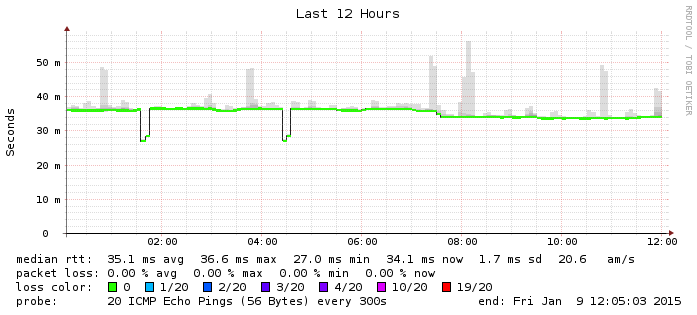 Last 12 Hours
RRDTOOL / TOBI OETIKER
Seconds
50 m
40 m
30 m
20 m
10 m
0
02:00 04:00 06:00 08:00 10:00 12:00
median rtt: 35.1 ms avg 36.6 ms max 27.0 ms min 34.1 ms now 1.7 ms sd 20.6 am/s
packet loss: 0.00 % avg 0.00 % max 0.00 % min 0.00 % now
loss color: 0 1/20 2/20 3/20 4/20 10/20 19/20
probe: 20 ICMP Echo Pings (56 Bytes) every 300s end: Fri Jan 9 12:05:03 2015